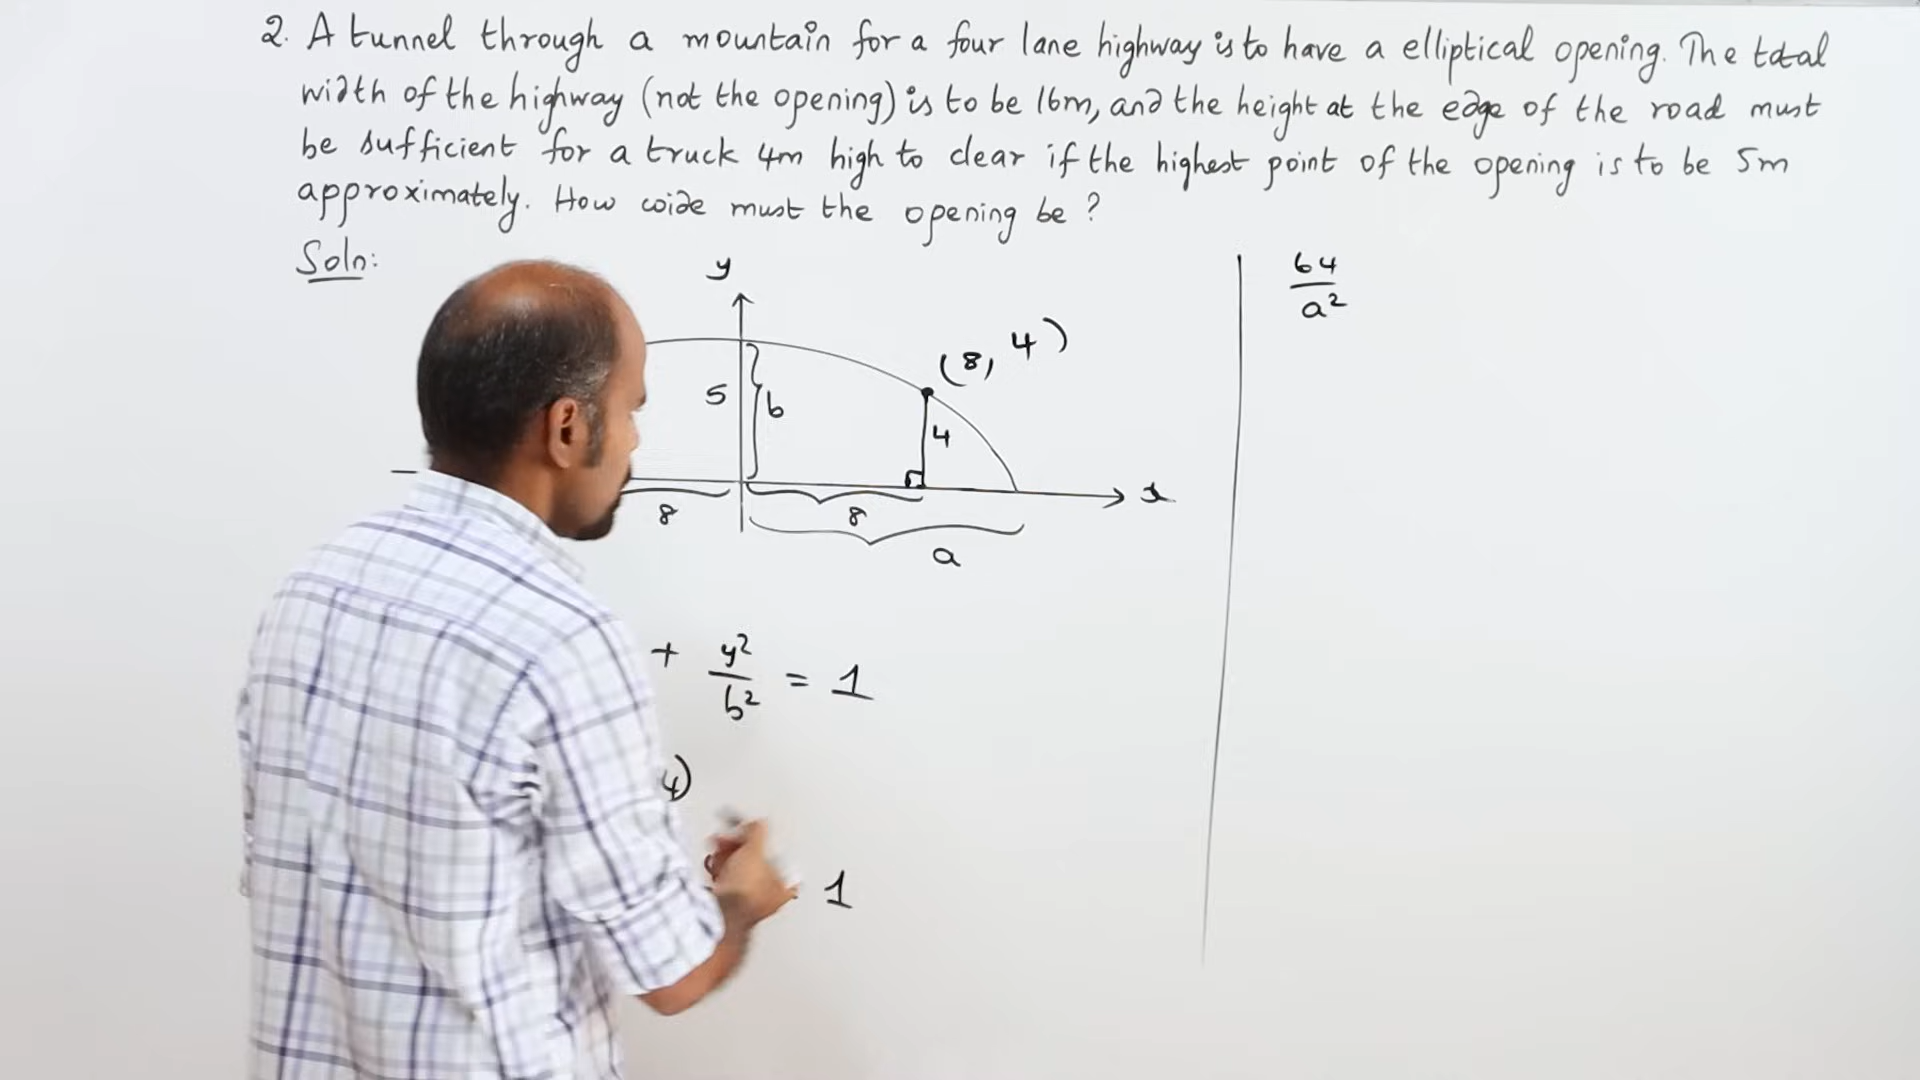 2. A tunnel through a mountain for a four lane highway is to have a elliptical opening. The total
width of the highway (not the opening) is to be 16m, and the height at the edge of the road must
be sufficient for a truck 4m high to clear if the highest point of the opening is to be 5m
approximately. How wide must the opening be ?
Soln:
y
(8, 4)
5 b
4
x
8 8
a
+ y²/b² = 1
4)
1
64/a²